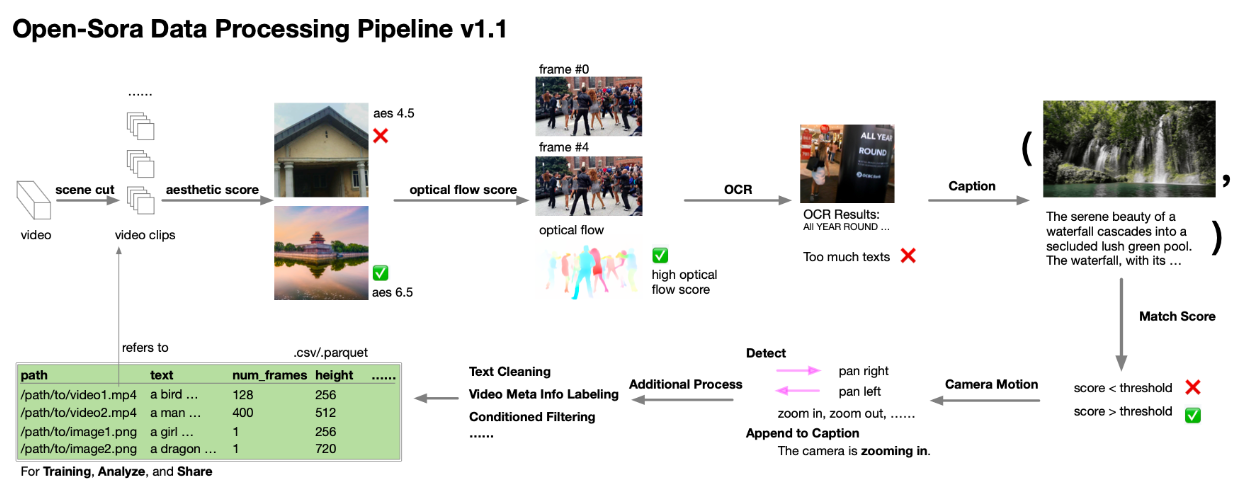 Open-Sora Data Processing Pipeline v1.1
......
scene cut
video
video clips
aesthetic score
aes 4.5
aes 6.5
optical flow score
frame #0
frame #4
optical flow
high optical
flow score
OCR
ALL YEAR
ROUND
OCR Results:
All YEAR ROUND ...
Too much texts
Caption
(
,
The serene beauty of a
waterfall cascades into a
secluded lush green pool.
The waterfall, with its ...
)
Match Score
score < threshold
score > threshold
Camera Motion
Detect
pan right
pan left
zoom in, zoom out, ......
Append to Caption
The camera is zooming in.
Additional Process
Text Cleaning
Video Meta Info Labeling
Conditioned Filtering
......
refers to
.csv/.parquet
path text num_frames height ......
/path/to/video1.mp4 a bird ... 128 256
/path/to/video2.mp4 a man ... 400 512
/path/to/image1.png a girl ... 1 256
/path/to/image2.png a dragon ... 1 720
For Training, Analyze, and Share